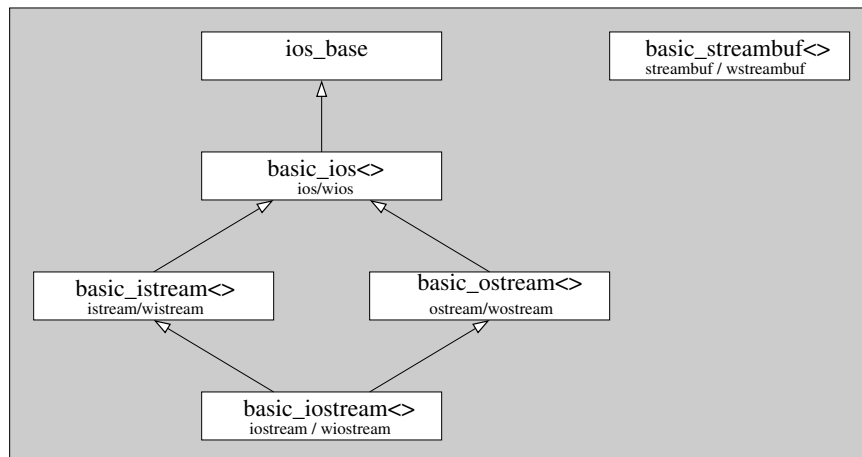 ios_base
basic_streambuf<>
streambuf / wstreambuf
basic_ios<>
ios/wios
basic_istream<>
istream/wistream
basic_ostream<>
ostream/wostream
basic_iostream<>
iostream / wiostream